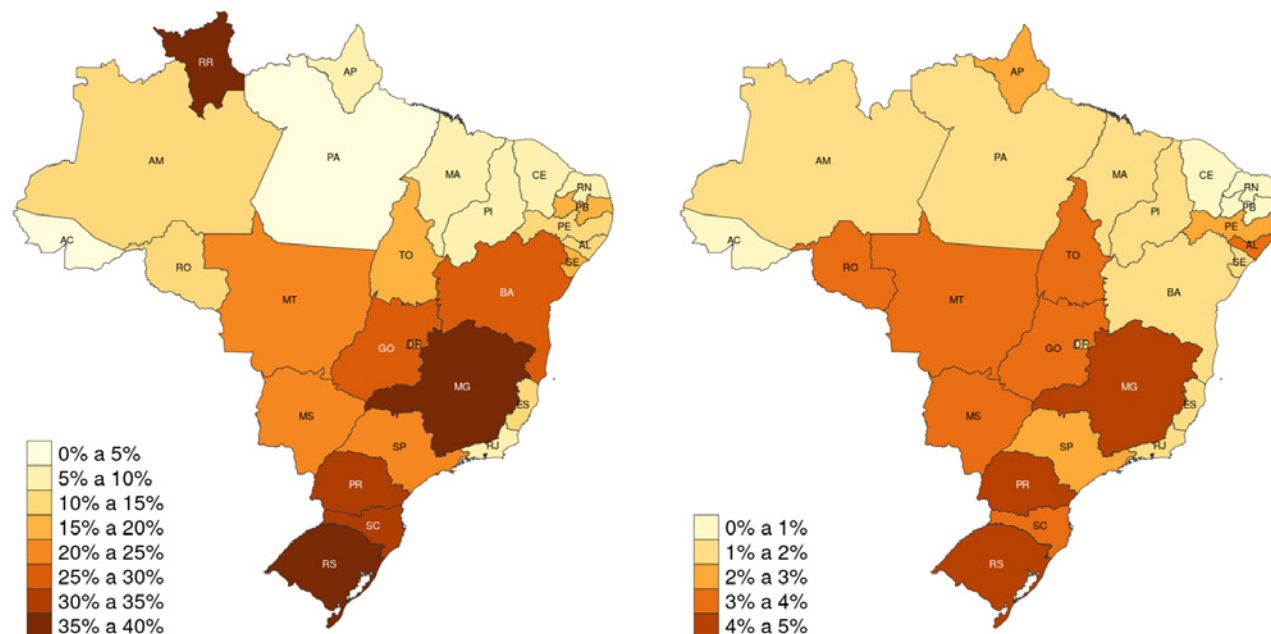 RR
AP
AM
PA
MA
CE
RN
PB
PI
PE
AL
SE
AC
RO
TO
BA
MT
GO
DF
MG
ES
MS
SP
RJ
PR
SC
RS
0% a 5%
5% a 10%
10% a 15%
15% a 20%
20% a 25%
25% a 30%
30% a 35%
35% a 40%
AP
AM
PA
MA
CE
RN
PB
PI
PE
AL
SE
AC
RO
TO
BA
MT
GO
DF
MG
ES
MS
SP
RJ
PR
SC
RS
0% a 1%
1% a 2%
2% a 3%
3% a 4%
4% a 5%